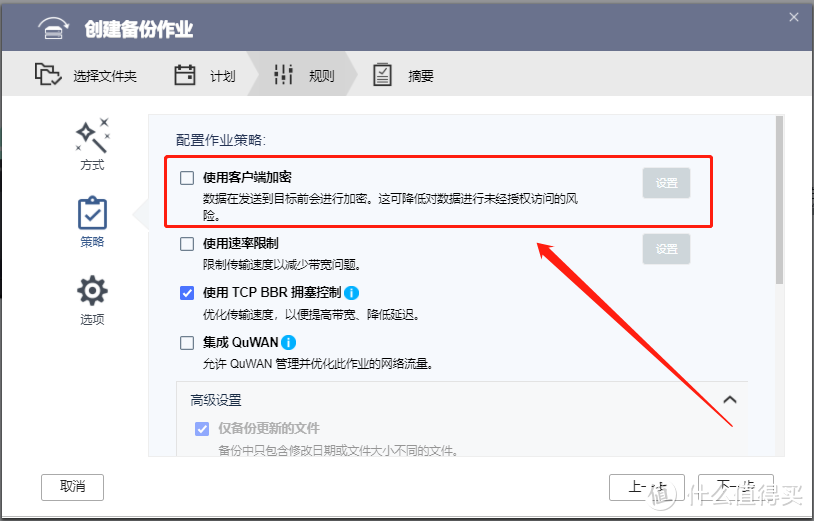 创建备份作业
选择文件夹 计划 规则 摘要
方式
策略
选项
配置作业策略:
使用客户端加密 设置
数据在发送到目标前会进行加密。这可降低对数据进行未经授权访问的风
险。
使用速率限制 设置
限制传输速度以减少带宽问题。
使用 TCP BBR 拥塞控制
优化传输速度，以便提高带宽、降低延迟。
集成 QuWAN
允许 QuWAN 管理并优化此作业的网络流量。
高级设置
仅备份更新的文件
备份中只包含修改日期或文件大小不同的文件。
取消 上一步 下一步
值 什么值得买